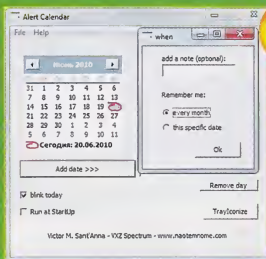 Alert Calendar
File Help
Июнь 2010
31 1 2 3 4 5 6
7 8 9 10 11 12 13
14 15 16 17 18 19 20
21 22 23 24 25 26 27
28 29 30 1 2 3 4
5 6 7 8 9 10 11
Сегодня: 20.06.2010
Add date >>>
blink today
Run at StartUp
when
add a note (optional):
Remember me:
every month
this specific date
Ok
Remove day
TrayIconize
Victor M. Sant'Anna - VXZ Spectrum - www.naotemnome.com